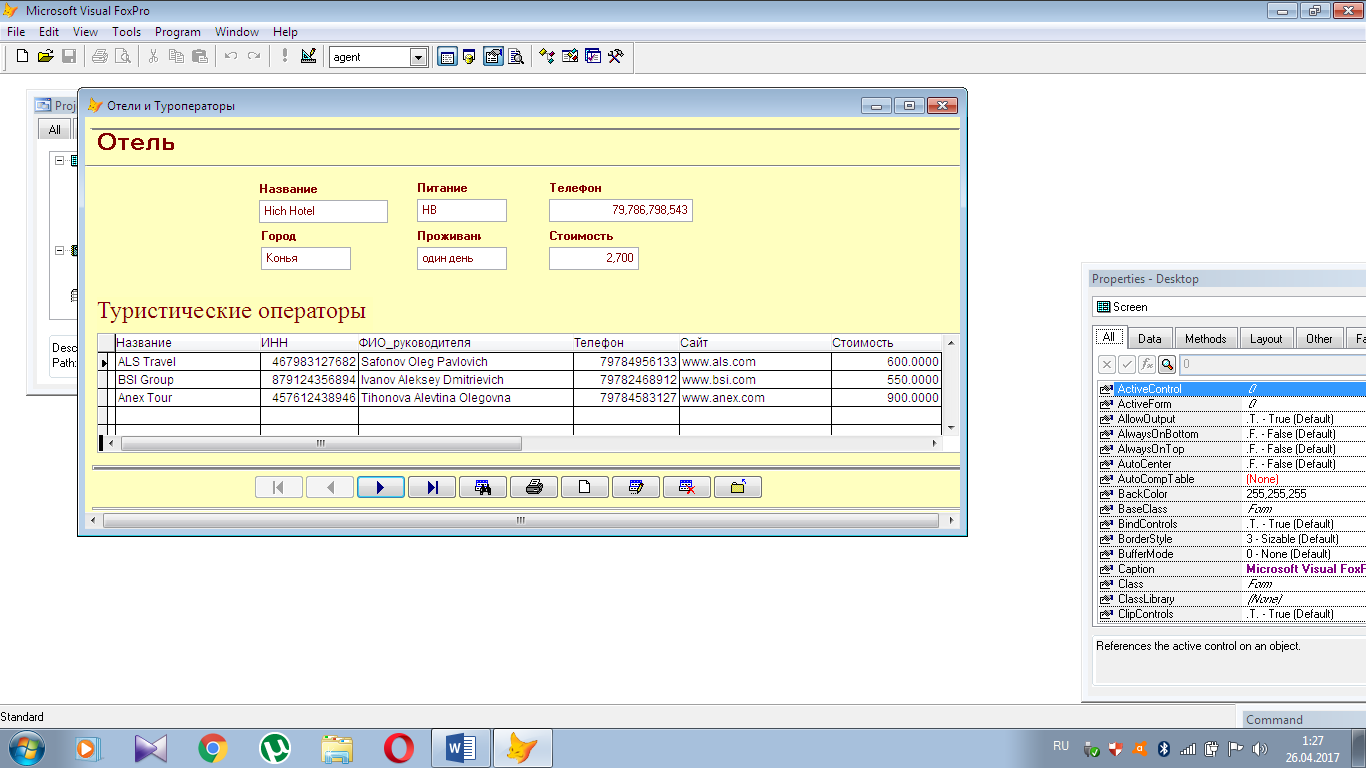 Microsoft Visual FoxPro
File Edit View Tools Program Window Help
agent
Proj
All
Desc
Path:
Отели и Туроператоры
Отель
Название Питание Телефон
Hich Hotel HB 79,786,798,543
Город Проживани Стоимость
Конья один день 2,700
Туристические операторы
Название ИНН ФИО_руководителя Телефон Сайт Стоимость
ALS Travel 467983127682 Safonov Oleg Pavlovich 79784956133 www.als.com 600.0000
BSI Group 879124356894 Ivanov Aleksey Dmitrievich 79782468912 www.bsi.com 550.0000
Anex Tour 457612438946 Tihonova Alevtina Olegovna 79784583127 www.anex.com 900.0000
Properties - Desktop
Screen
All Data Methods Layout Other Fa
0
ActiveControl 0
ActiveForm 0
AllowOutput .T. - True (Default)
AlwaysOnBottom .F. - False (Default)
AlwaysOnTop .F. - False (Default)
AutoCenter .F. - False (Default)
AutoCompTable (None)
BackColor 255,255,255
BaseClass Form
BindControls .T. - True (Default)
BorderStyle 3 - Sizable (Default)
BufferMode 0 - None (Default)
Caption Microsoft Visual FoxP
Class Form
ClassLibrary (None)
ClipControls .T. - True (Default)
References the active control on an object.
Standard
Command
RU 1:27
26.04.2017